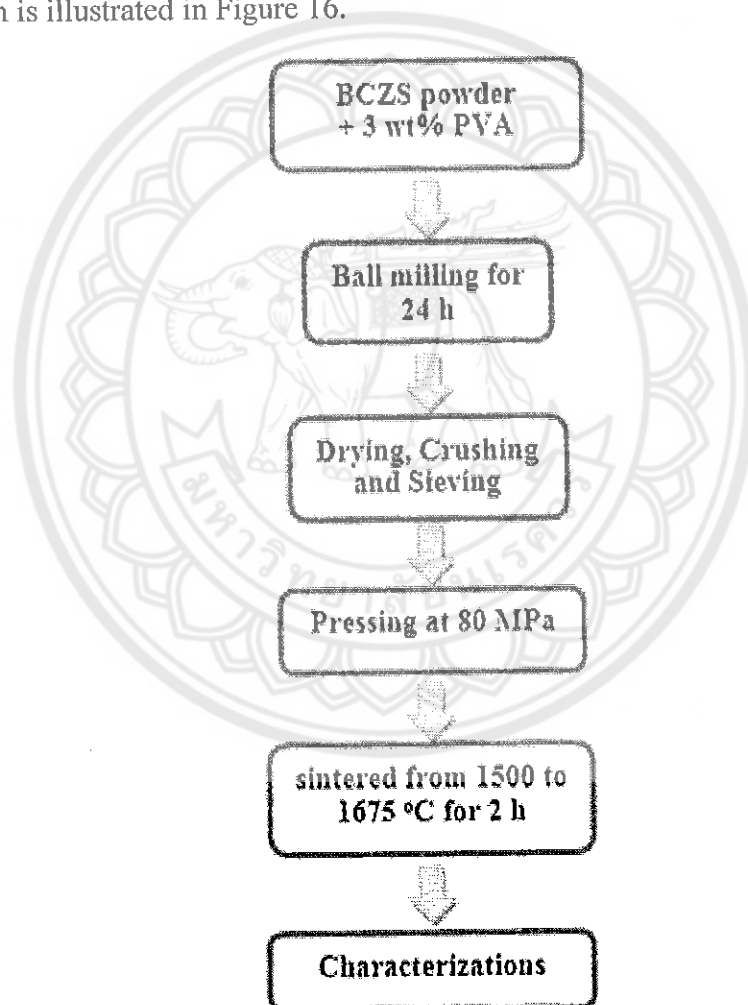 n is illustrated in Figure 16.
BCZS powder
+ 3 wt% PVA
Ball milling for
24 h
Drying, Crushing
and Sieving
Pressing at 80 MPa
sintered from 1500 to
1675 °C for 2 h
Characterizations